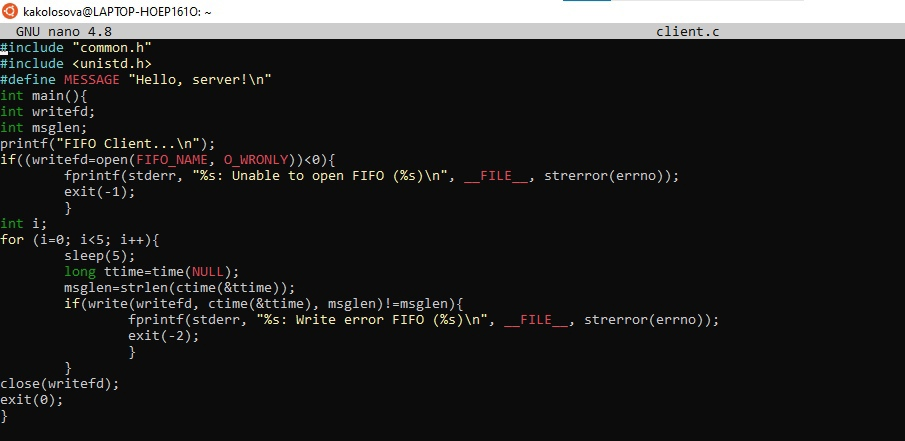 kakolosova@LAPTOP-HOEP161O: ~
GNU nano 4.8 client.c
#include "common.h"
#include <unistd.h>
#define MESSAGE "Hello, server!\n"
int main(){
int writefd;
int msglen;
printf("FIFO Client...\n");
if((writefd=open(FIFO_NAME, O_WRONLY))<0){
        fprintf(stderr, "%s: Unable to open FIFO (%s)\n", __FILE__, strerror(errno));
        exit(-1);
        }
int i;
for (i=0; i<5; i++){
        sleep(5);
        long ttime=time(NULL);
        msglen=strlen(ctime(&ttime));
        if(write(writefd, ctime(&ttime), msglen)!=msglen){
                fprintf(stderr, "%s: Write error FIFO (%s)\n", __FILE__, strerror(errno));
                exit(-2);
                }
        }
close(writefd);
exit(0);
}